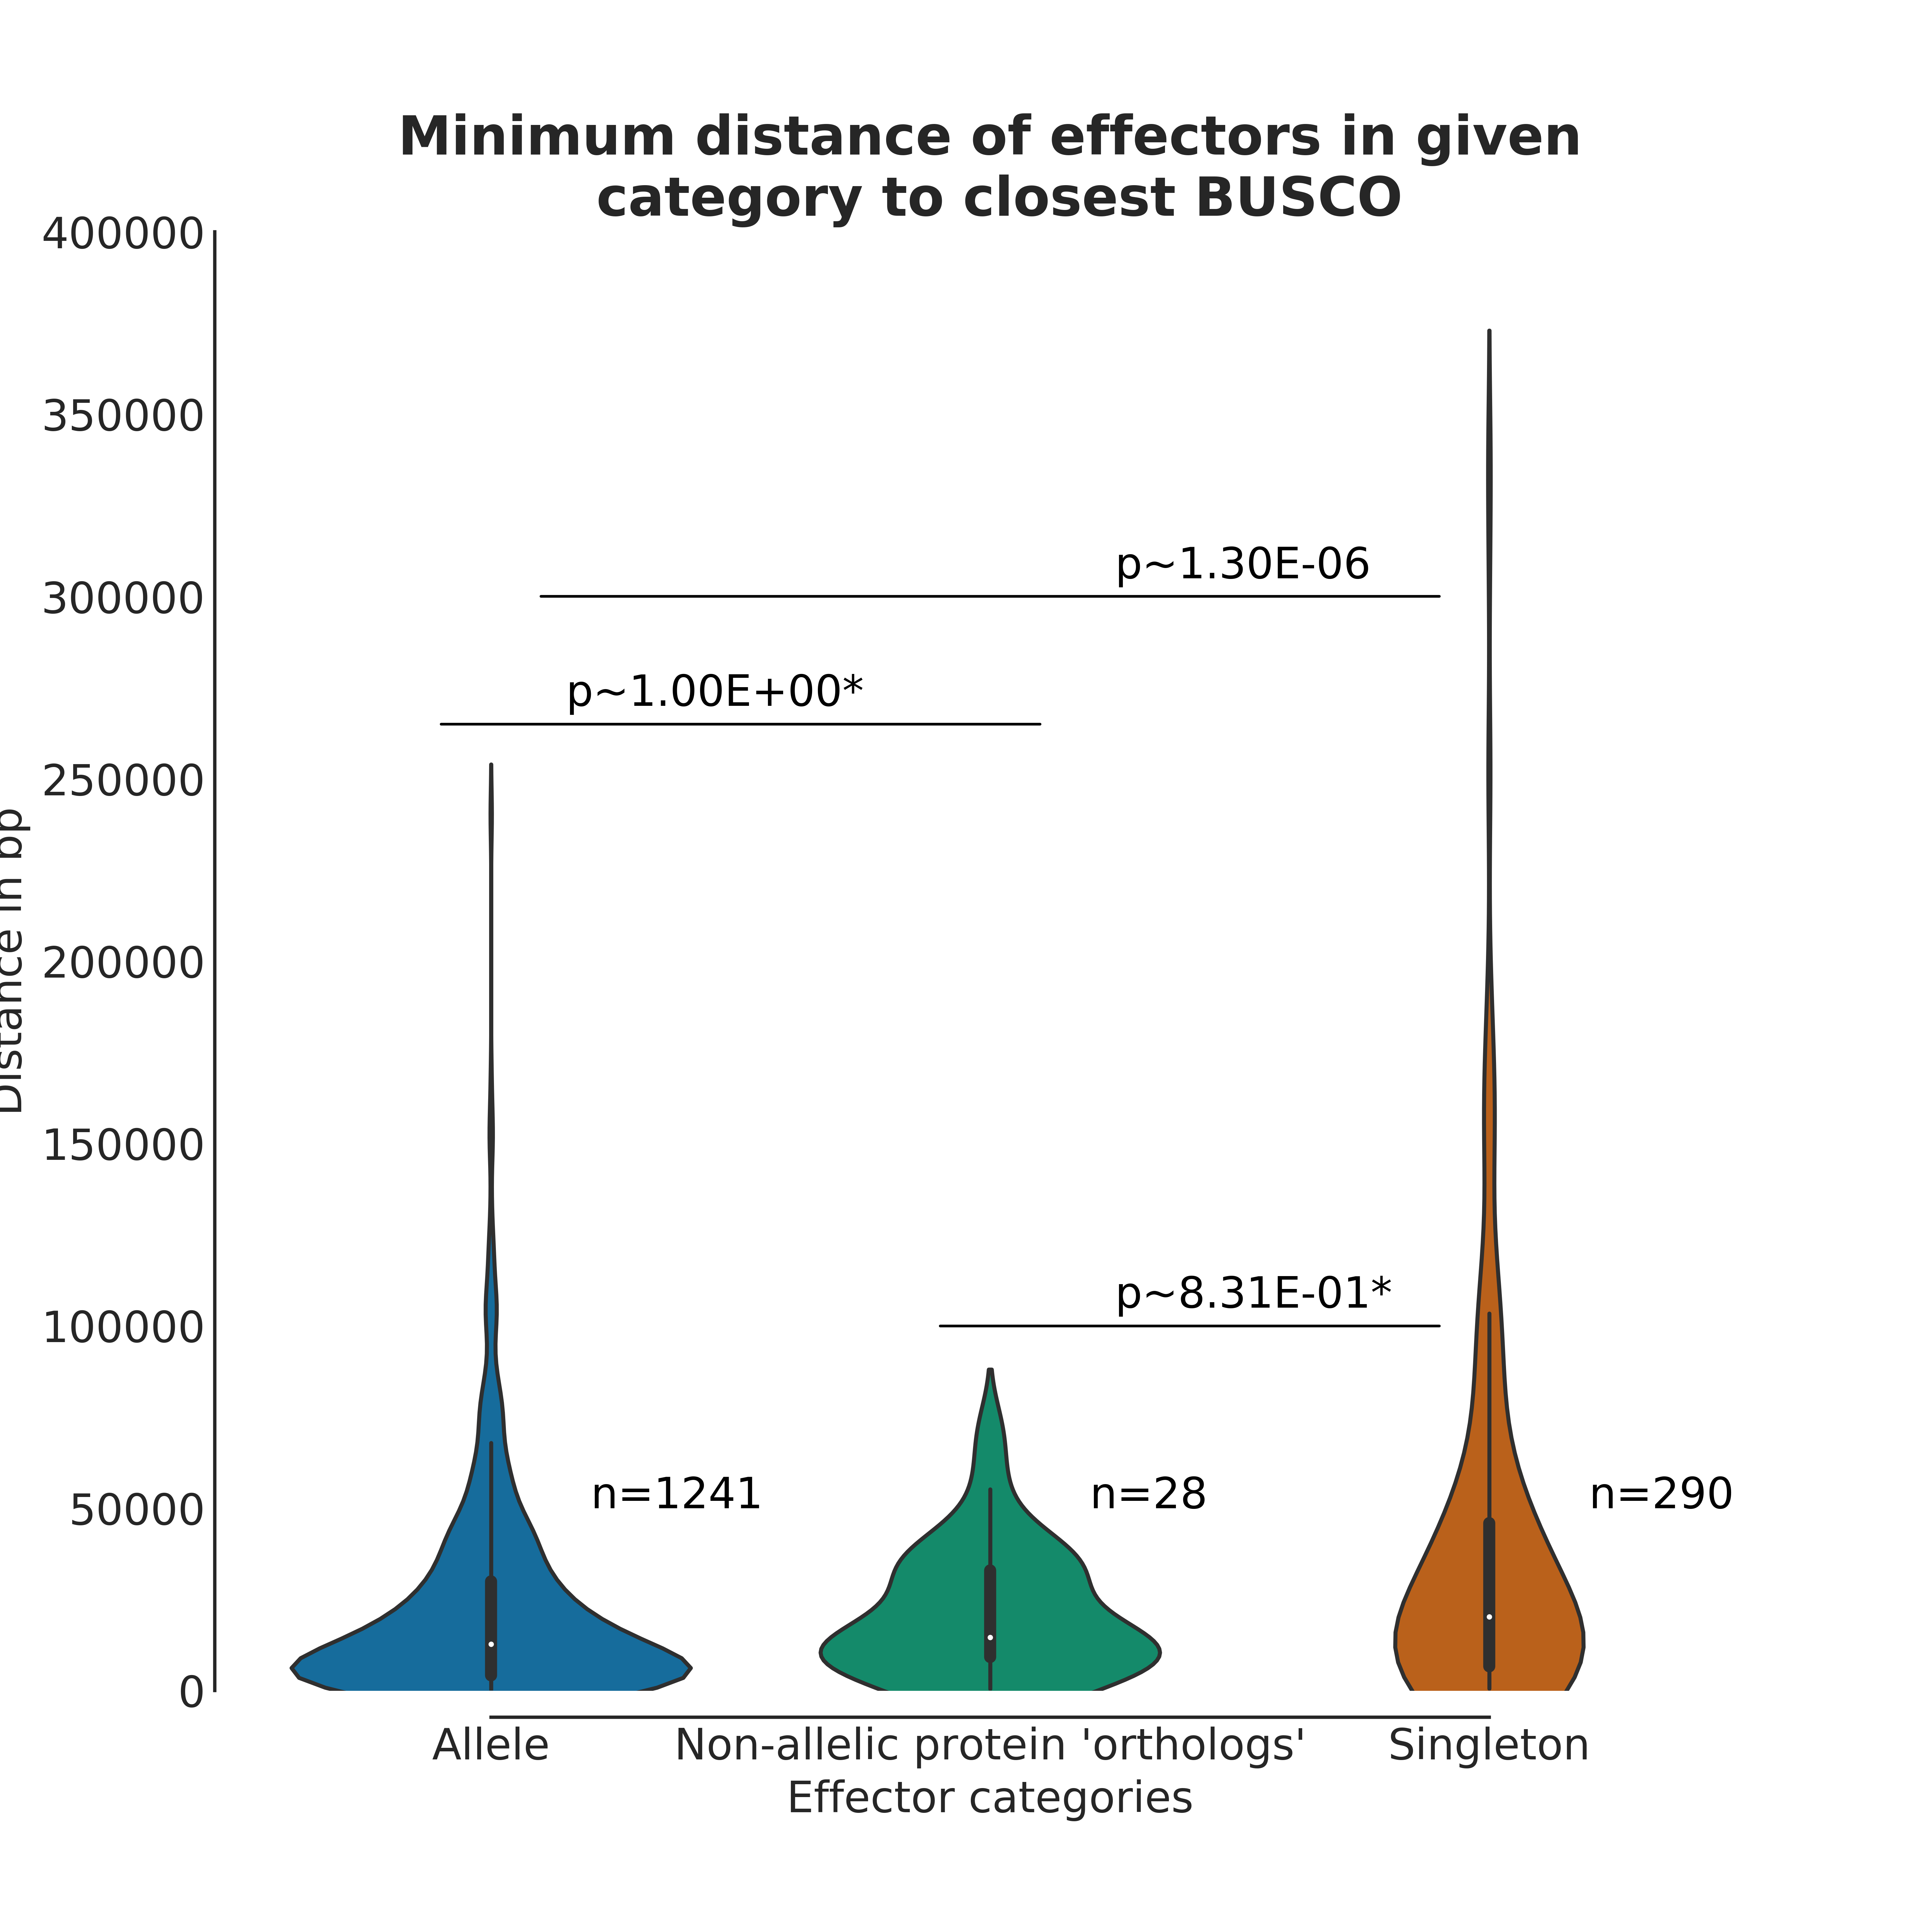 Minimum distance of effectors in given
category to closest BUSCO
400000
350000
300000
250000
200000
150000
100000
50000
0
Distance in bp
p~1.30E-06
p~1.00E+00*
p~8.31E-01*
n=1241
n=28
n=290
Allele
Non-allelic protein 'orthologs'
Singleton
Effector categories